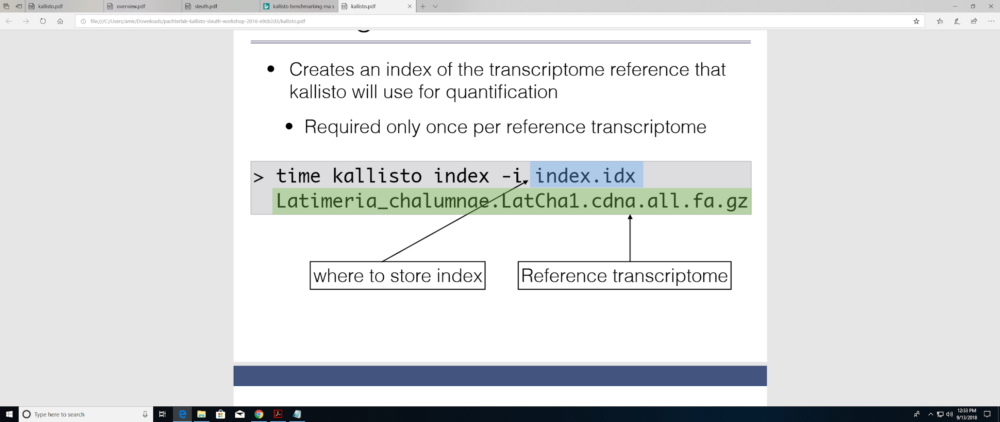 kallisto.pdf
overview.pdf
sleuth.pdf
kallisto benchmarking rna s
kallisto.pdf
file:///C:/Users/amir/Downloads/pachterlab-kallisto-sleuth-workshop-2016-e9cb2d3/kallisto.pdf
• Creates an index of the transcriptome reference that
kallisto will use for quantification
• Required only once per reference transcriptome
> time kallisto index -i index.idx
Latimeria_chalumnae.LatCha1.cdna.all.fa.gz
where to store index
Reference transcriptome
Type here to search
12:33 PM
9/13/2018